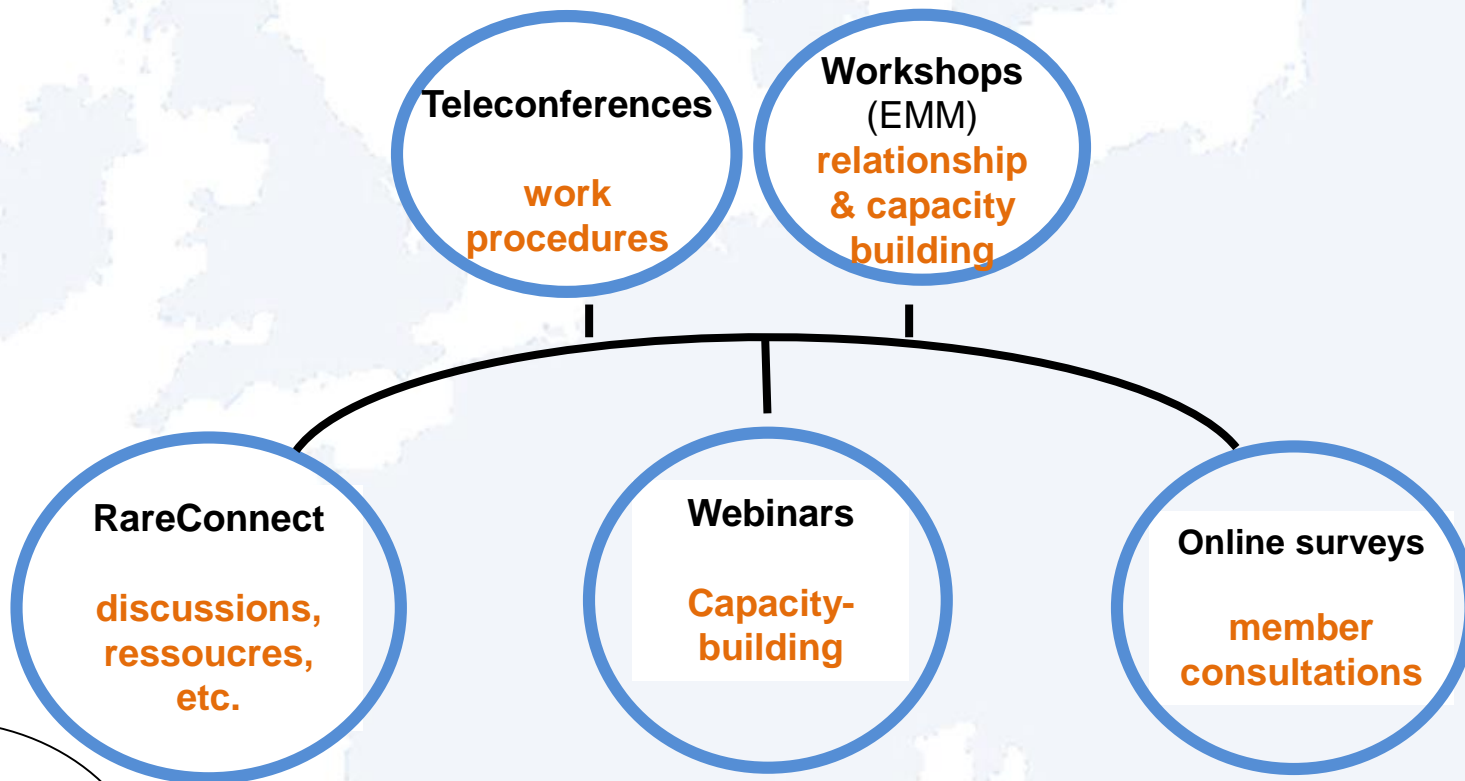 Teleconferences
work
procedures
Workshops
(EMM)
relationship
& capacity
building
RareConnect
discussions,
ressoucres,
etc.
Webinars
Capacity-
building
Online surveys
member
consultations